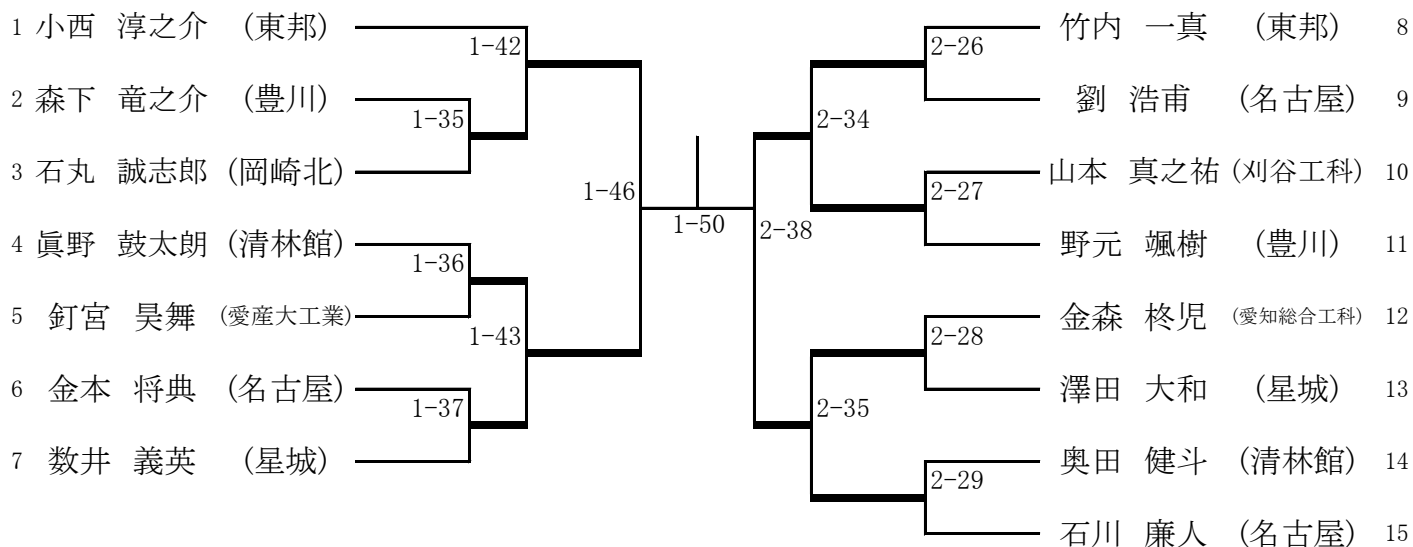 1 小西 淳之介 (東邦)
1-42
2 森下 竜之介 (豊川)
1-35
3 石丸 誠志郎 (岡崎北)
1-46
4 眞野 鼓太朗 (清林館)
1-36
5 釘宮 昊舞 (愛産大工業)
1-43
6 金本 将典 (名古屋)
1-37
7 数井 義英 (星城)
1-50
竹内 一真 (東邦) 8
2-26
劉 浩甫 (名古屋) 9
2-34
山本 真之祐 (刈谷工科) 10
2-27
2-38
野元 颯樹 (豊川) 11
金森 柊児 (愛知総合工科) 12
2-28
澤田 大和 (星城) 13
2-35
奥田 健斗 (清林館) 14
2-29
石川 廉人 (名古屋) 15